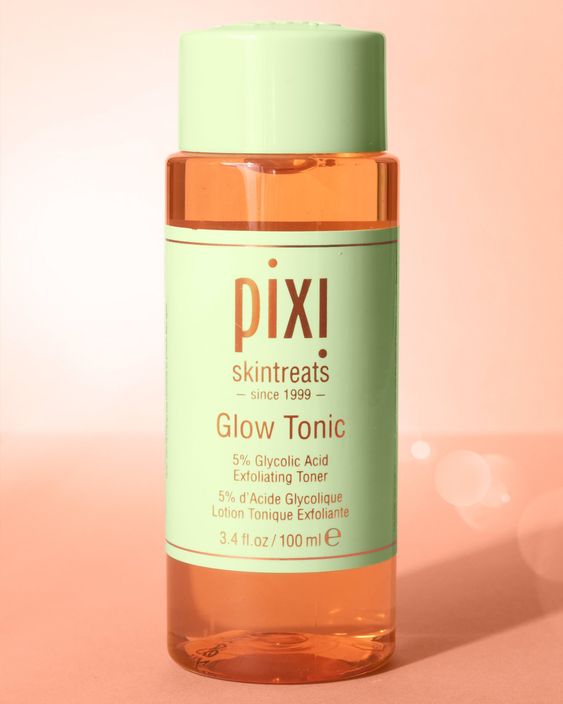 pixi
skintreats
– since 1999 –
Glow Tonic
5% Glycolic Acid
Exfoliating Toner
5% d'Acide Glycolique
Lotion Tonique Exfoliante
3.4 fl.oz / 100 ml ℮